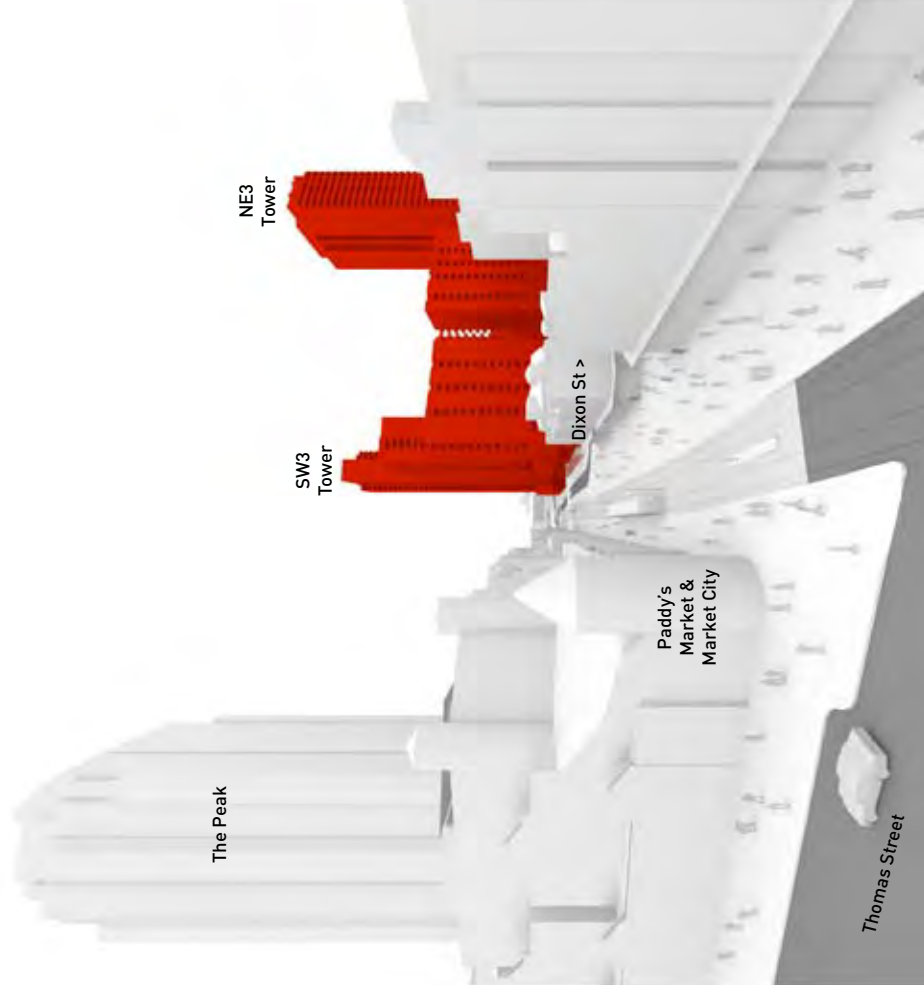 The Peak
SW3
Tower
NE3
Tower
Dixon St >
Paddy's
Market &
Market City
Thomas Street